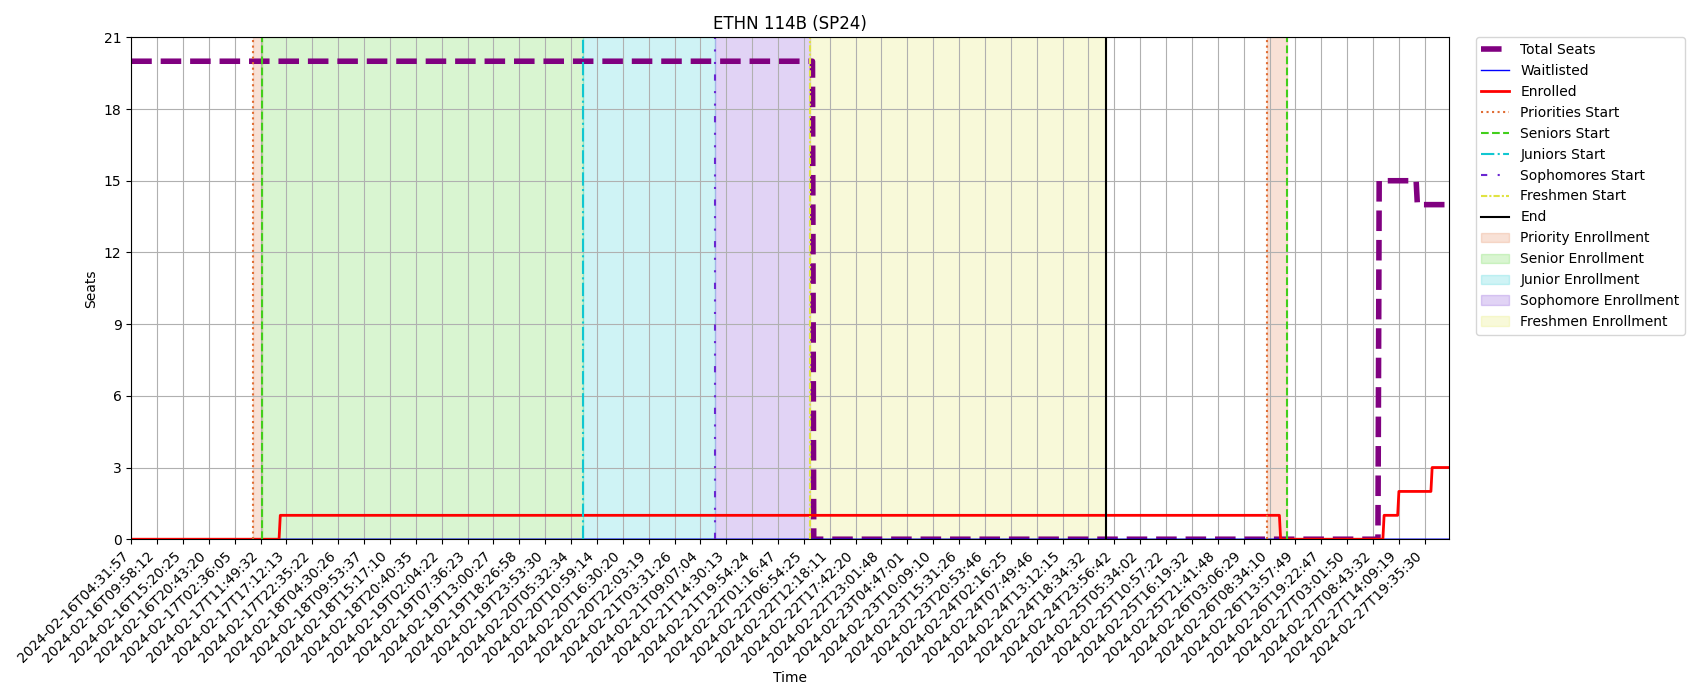 ETHN 114B (SP24)
21
18
15
12
9
6
3
0
Seats
2024-02-16T04:31:57
2024-02-16T09:58:12
2024-02-16T15:20:25
2024-02-16T20:43:20
2024-02-17T02:36:05
2024-02-17T11:49:32
2024-02-17T17:12:13
2024-02-17T22:35:22
2024-02-18T04:30:26
2024-02-18T09:53:37
2024-02-18T15:17:10
2024-02-18T20:40:35
2024-02-19T02:04:22
2024-02-19T07:36:23
2024-02-19T13:00:27
2024-02-19T18:26:58
2024-02-19T23:53:30
2024-02-20T05:32:34
2024-02-20T10:59:14
2024-02-20T16:30:20
2024-02-20T22:03:19
2024-02-21T03:31:26
2024-02-21T09:07:04
2024-02-21T14:30:13
2024-02-21T19:54:24
2024-02-22T01:16:47
2024-02-22T06:54:25
2024-02-22T12:18:11
2024-02-22T17:42:20
2024-02-22T23:01:48
2024-02-23T04:47:01
2024-02-23T10:09:10
2024-02-23T15:31:26
2024-02-23T20:53:46
2024-02-24T02:16:25
2024-02-24T07:49:46
2024-02-24T13:12:15
2024-02-24T18:34:32
2024-02-24T23:56:42
2024-02-25T05:34:02
2024-02-25T10:57:22
2024-02-25T16:19:32
2024-02-25T21:41:48
2024-02-26T03:06:29
2024-02-26T08:34:10
2024-02-26T13:57:49
2024-02-26T19:22:47
2024-02-27T03:01:50
2024-02-27T08:43:32
2024-02-27T14:09:19
2024-02-27T19:35:30
Time
Total Seats
Waitlisted
Enrolled
Priorities Start
Seniors Start
Juniors Start
Sophomores Start
Freshmen Start
End
Priority Enrollment
Senior Enrollment
Junior Enrollment
Sophomore Enrollment
Freshmen Enrollment